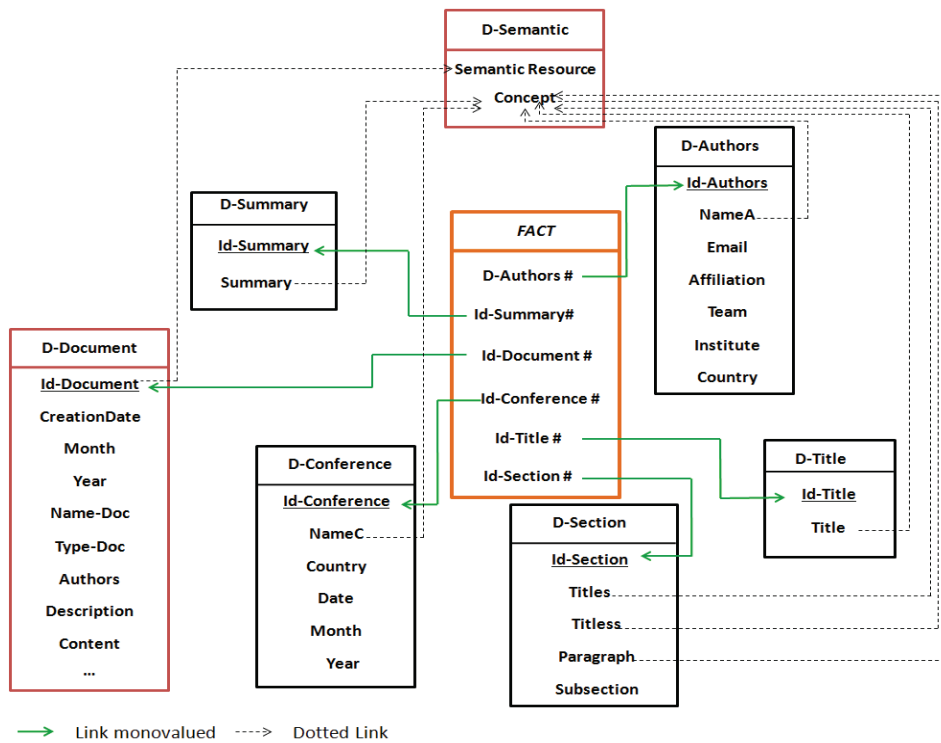 D-Semantic
Semantic Resource
Concept
D-Authors
Id-Authors
NameA
Email
Affiliation
Team
Institute
Country
D-Summary
Id-Summary
Summary
FACT
D-Authors #
Id-Summary#
Id-Document #
Id-Conference #
Id-Title #
Id-Section #
D-Document
Id-Document
CreationDate
Month
Year
Name-Doc
Type-Doc
Authors
Description
Content
...
D-Conference
Id-Conference
NameC
Country
Date
Month
Year
D-Section
Id-Section
Titles
Titless
Paragraph
Subsection
D-Title
Id-Title
Title
Link monovalued
Dotted Link